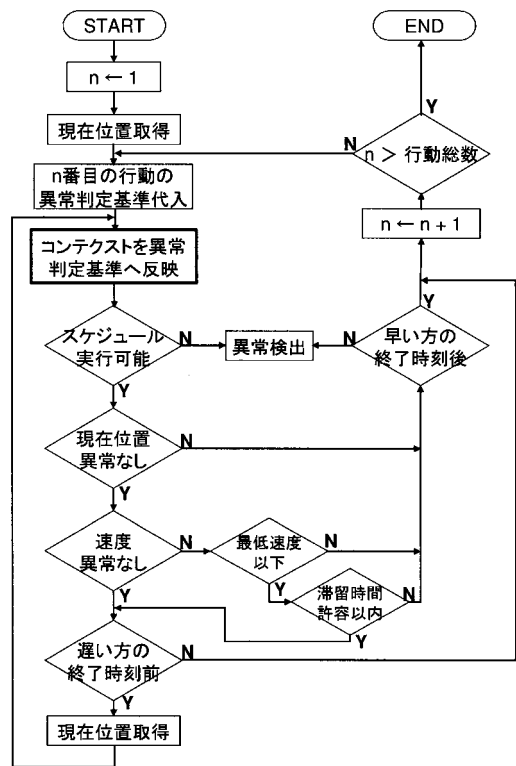 START
n ← 1
現在位置取得
n番目の行動の
異常判定基準代入
コンテクストを異常
判定基準へ反映
スケジュール
実行可能
N
Y
異常検出
現在位置
異常なし
N
Y
速度
異常なし
N
Y
最低速度
以下
N
Y
滞留時間
許容以内
N
Y
遅い方の
終了時刻前
N
Y
現在位置取得
早い方の
終了時刻後
N
Y
n ← n + 1
n > 行動総数
N
Y
END